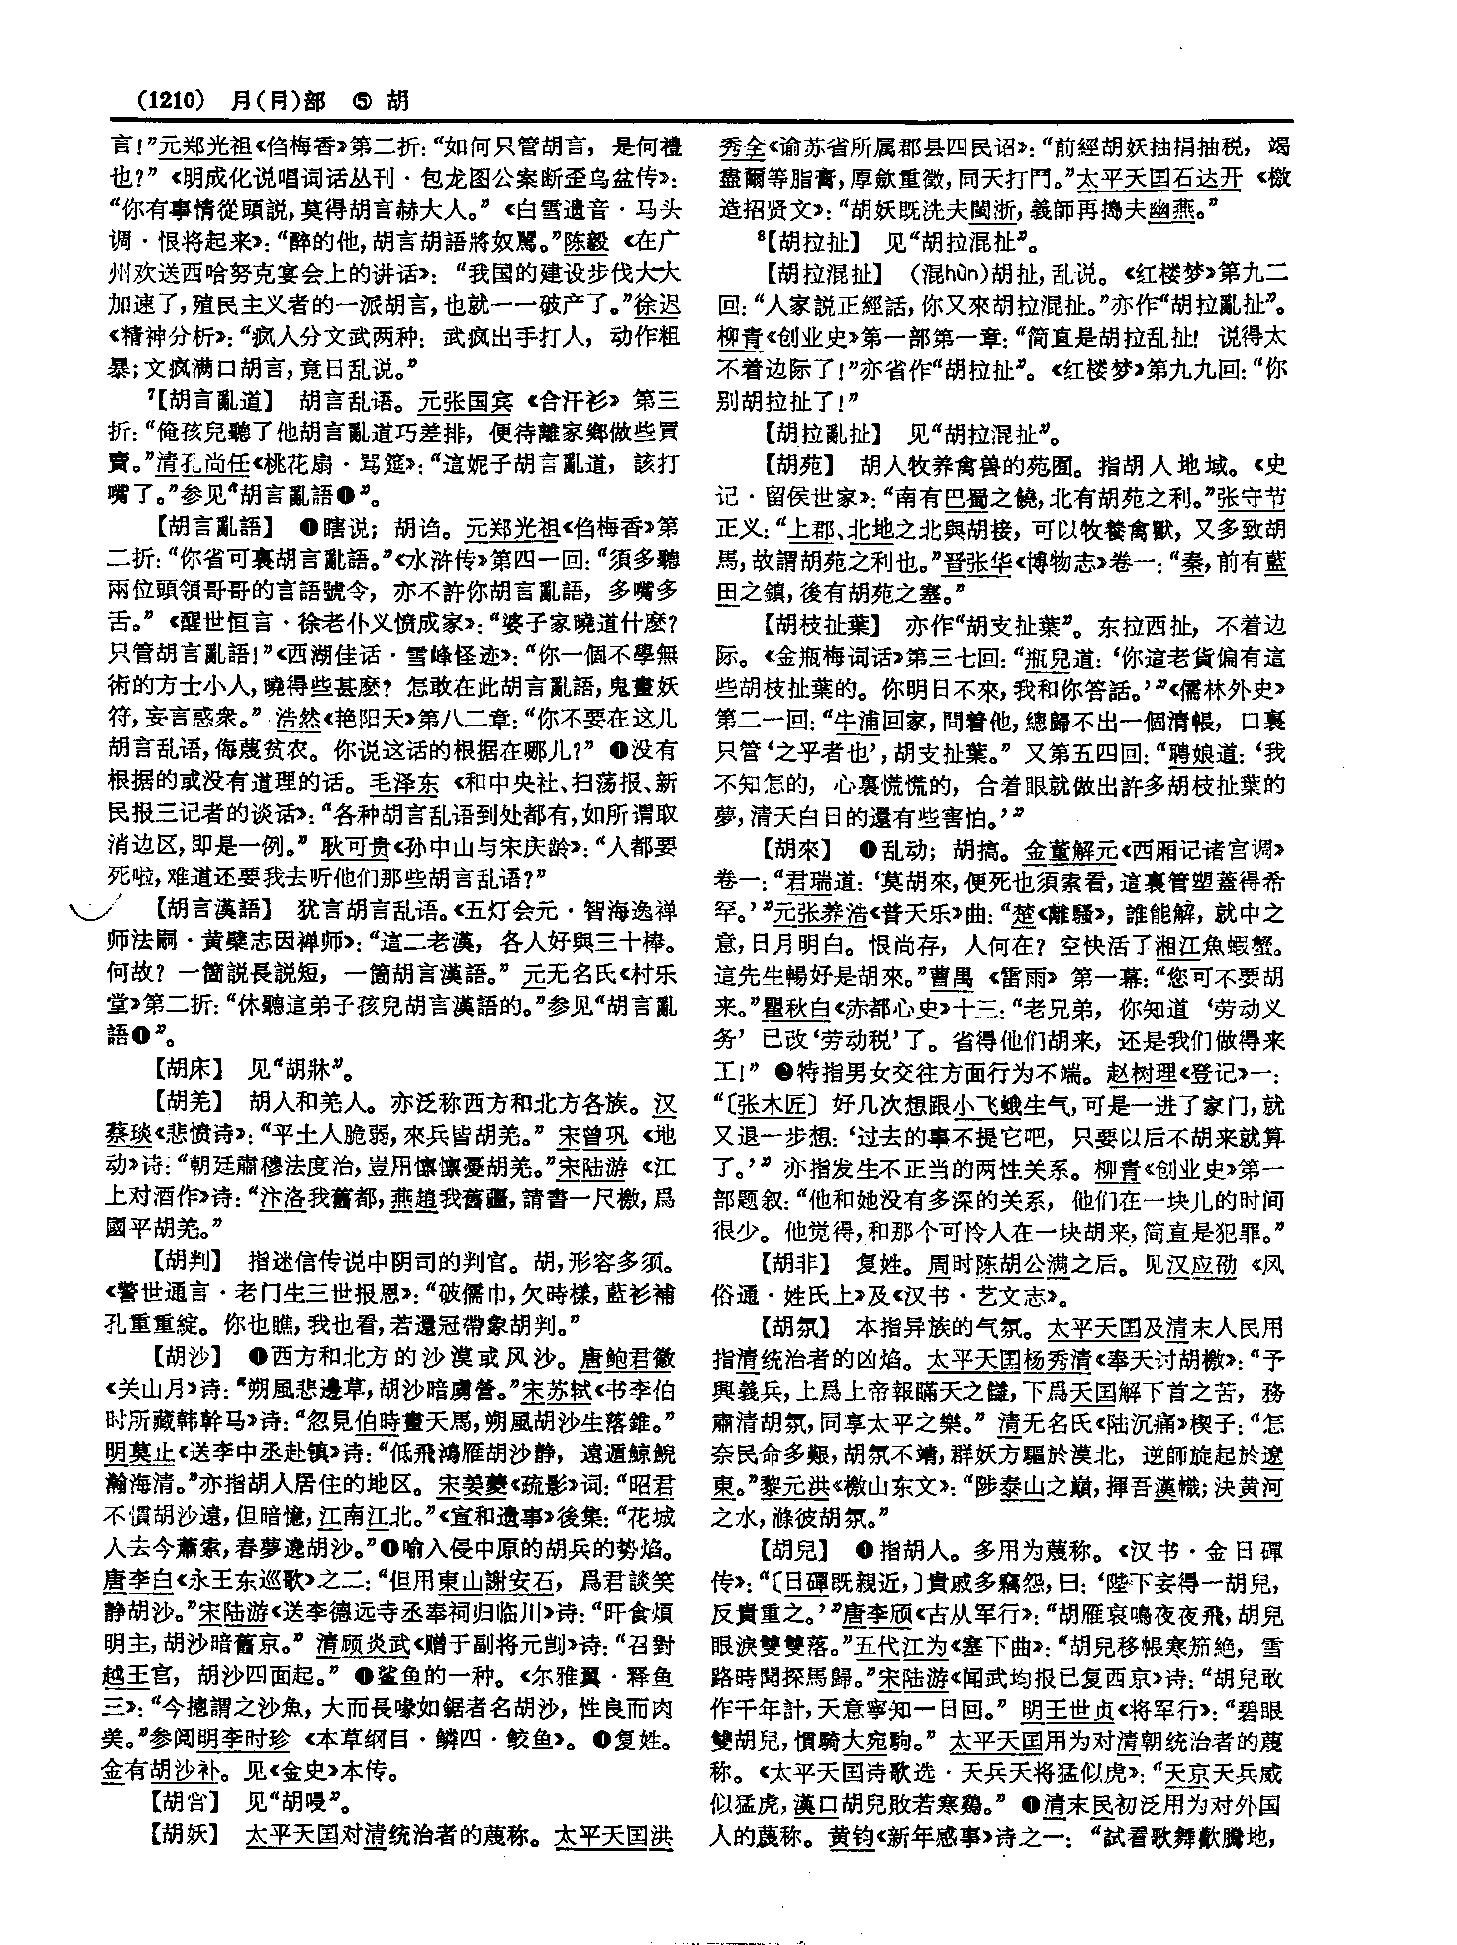 (1210) 月(⺼)部 ⑤ 胡
言！”元郑光祖《㑳梅香》第二折：“如何只管胡言，是何禮
也？”《明成化说唱词话丛刊·包龙图公案断歪乌盆传》：
“你有事情從頭説，莫得胡言赫大人。”《白雪遗音·马头
调·恨将起来》：“醉的他，胡言胡語將奴罵。”陈毅《在广
州欢送西哈努克宴会上的讲话》：“我国的建设步伐大大
加速了，殖民主义者的一派胡言，也就一一破产了。”徐迟
《精神分析》：“疯人分文武两种：武疯出手打人，动作粗
暴；文疯满口胡言，竟日乱说。”
7【胡言亂道】 胡言乱语。元张国宾《合汗衫》第三
折：“俺孩兒聽了他胡言亂道巧差排，便待離家鄉做些買
賣。”清孔尚任《桃花扇·骂筵》：“這妮子胡言亂道，該打
嘴了。”参见“胡言亂語❶”。
【胡言亂語】 ❶瞎说；胡诌。元郑光祖《㑳梅香》第
二折：“你省可裏胡言亂語。”《水浒传》第四一回：“須多聽
兩位頭領哥哥的言語號令，亦不許你胡言亂語，多嘴多
舌。”《醒世恒言·徐老仆义愤成家》：“婆子家曉道什麽？
只管胡言亂語！”《西湖佳话·雪峰怪迹》：“你一個不學無
術的方士小人，曉得些甚麽？怎敢在此胡言亂語，鬼畫妖
符，妄言惑衆。”浩然《艳阳天》第八二章：“你不要在这儿
胡言乱语，侮蔑贫农。你说这话的根据在哪儿？”❷没有
根据的或没有道理的话。毛泽东《和中央社、扫荡报、新
民报三记者的谈话》：“各种胡言乱语到处都有，如所谓取
消边区，即是一例。”耿可贵《孙中山与宋庆龄》：“人都要
死啦，难道还要我去听他们那些胡言乱语？”
【胡言漢語】 犹言胡言乱语。《五灯会元·智海逸禅
师法嗣·黄檗志因禅师》：“這二老漢，各人好與三十棒。
何故？一箇説長説短，一箇胡言漢語。”元无名氏《村乐
堂》第二折：“休聽這弟子孩兒胡言漢語的。”参见“胡言亂
語❶”。
【胡床】 见“胡牀”。
【胡羌】 胡人和羌人。亦泛称西方和北方各族。汉
蔡琰《悲愤诗》：“平土人脆弱，來兵皆胡羌。”宋曾巩《地
动》诗：“朝廷肅穆法度治，豈用懔懔憂胡羌。”宋陆游《江
上对酒作》诗：“汴洛我舊都，燕趙我舊疆，請書一尺檄，爲
國平胡羌。”
【胡判】 指迷信传说中阴司的判官。胡，形容多须。
《警世通言·老门生三世报恩》：“破儒巾，欠時樣，藍衫補
孔重重綻。你也瞧，我也看，若還冠帶象胡判。”
【胡沙】 ❶西方和北方的沙漠或风沙。唐鲍君徽
《关山月》诗：“朔風悲邊草，胡沙暗虜營。”宋苏轼《书李伯
时所藏韩幹马》诗：“忽見伯時畫天馬，朔風胡沙生落錐。”
明莫止《送李中丞赴镇》诗：“低飛鴻雁胡沙静，遠遁鯨鯢
瀚海清。”亦指胡人居住的地区。宋姜夔《疏影》词：“昭君
不慣胡沙遠，但暗憶，江南江北。”《宣和遗事》後集：“花城
人去今蕭索，春夢遶胡沙。”❷喻入侵中原的胡兵的势焰。
唐李白《永王东巡歌》之二：“但用東山謝安石，爲君談笑
静胡沙。”宋陆游《送李德远寺丞奉祠归临川》诗：“旰食煩
明主，胡沙暗舊京。”清顾炎武《赠于副将元剀》诗：“召對
越王宫，胡沙四面起。”❸鲨鱼的一种。《尔雅翼·释鱼
三》：“今摠謂之沙魚，大而長喙如鋸者名胡沙，性良而肉
美。”参阅明李时珍《本草纲目·鳞四·鲛鱼》。❹复姓。
金有胡沙补。见《金史》本传。
【胡㕯】 见“胡嗳”。
【胡妖】 太平天国对清统治者的蔑称。太平天国洪
秀全《谕苏省所属郡县四民诏》：“前經胡妖抽捐抽税，竭
盡爾等脂膏，厚斂重徵，同天打鬥。”太平天国石达开《檄
造招贤文》：“胡妖既洗夫閩浙，義師再搗夫幽燕。”
8【胡拉扯】 见“胡拉混扯”。
【胡拉混扯】 (混hùn)胡扯，乱说。《红楼梦》第九二
回：“人家説正經話，你又來胡拉混扯。”亦作“胡拉亂扯”。
柳青《创业史》第一部第一章：“简直是胡拉乱扯！说得太
不着边际了！”亦省作“胡拉扯”。《红楼梦》第九九回：“你
别胡拉扯了！”
【胡拉亂扯】 见“胡拉混扯”。
【胡苑】 胡人牧养禽兽的苑囿。指胡人地域。《史
记·留侯世家》：“南有巴蜀之饒，北有胡苑之利。”张守节
正义：“上郡、北地之北與胡接，可以牧養禽獸，又多致胡
馬，故謂胡苑之利也。”晋张华《博物志》卷一：“秦，前有藍
田之鎮，後有胡苑之塞。”
【胡枝扯葉】 亦作“胡支扯葉”。东拉西扯，不着边
际。《金瓶梅词话》第三七回：“瓶兒道：‘你這老貨偏有這
些胡枝扯葉的。你明日不來，我和你答話。’”《儒林外史》
第二一回：“牛浦回家，問着他，總歸不出一個清帳，口裏
只管‘之乎者也’，胡支扯葉。”又第五四回：“聘娘道：‘我
不知怎的，心裏慌慌的，合着眼就做出許多胡枝扯葉的
夢，清天白日的還有些害怕。’”
【胡來】 ❶乱动；胡搞。金董解元《西厢记诸宫调》
卷一：“君瑞道：‘莫胡來，便死也須索看，這裏管塑蓋得希
罕。’”元张养浩《普天乐》曲：“楚《離騷》，誰能解，就中之
意，日月明白。恨尚存，人何在？空快活了湘江魚蝦蟹。
這先生暢好是胡來。”曹禺《雷雨》第一幕：“您可不要胡
来。”瞿秋白《赤都心史》十三：“老兄弟，你知道‘劳动义
务’已改‘劳动税’了。省得他们胡来，还是我们做得来
工！”❷特指男女交往方面行为不端。赵树理《登记》一：
“〔张木匠〕好几次想跟小飞蛾生气，可是一进了家门，就
又退一步想：‘过去的事不提它吧，只要以后不胡来就算
了。’”亦指发生不正当的两性关系。柳青《创业史》第一
部题叙：“他和她没有多深的关系，他们在一块儿的时间
很少。他觉得，和那个可怜人在一块胡来，简直是犯罪。”
【胡非】 复姓。周时陈胡公满之后。见汉应劭《风
俗通·姓氏上》及《汉书·艺文志》。
【胡氛】 本指异族的气氛。太平天国及清末人民用
指清统治者的凶焰。太平天国杨秀清《奉天讨胡檄》：“予
興義兵，上爲上帝報瞞天之讎，下爲天国解下首之苦，務
肅清胡氛，同享太平之樂。”清无名氏《陆沉痛》楔子：“怎
奈民命多艱，胡氛不靖，群妖方驅於漠北，逆師旋起於遼
東。”黎元洪《檄山东文》：“陟泰山之巔，揮吾漢幟；決黄河
之水，滌彼胡氛。”
【胡兒】 ❶指胡人。多用为蔑称。《汉书·金日磾
传》：“〔日磾既親近，〕貴戚多竊怨，曰：‘陛下妄得一胡兒，
反貴重之。’”唐李颀《古从军行》：“胡雁哀鳴夜夜飛，胡兒
眼淚雙雙落。”五代江为《塞下曲》：“胡兒移帳寒笳絶，雪
路時聞探馬歸。”宋陆游《闻武均报已复西京》诗：“胡兒敢
作千年計，天意寧知一日回。”明王世贞《将军行》：“碧眼
雙胡兒，慣騎大宛駒。”太平天国用为对清朝统治者的蔑
称。《太平天国诗歌选·天兵天将猛似虎》：“天京天兵威
似猛虎，漢口胡兒敗若寒鷄。”❷清末民初泛用为对外国
人的蔑称。黄钧《新年感事》诗之一：“試看歌舞歡騰地，